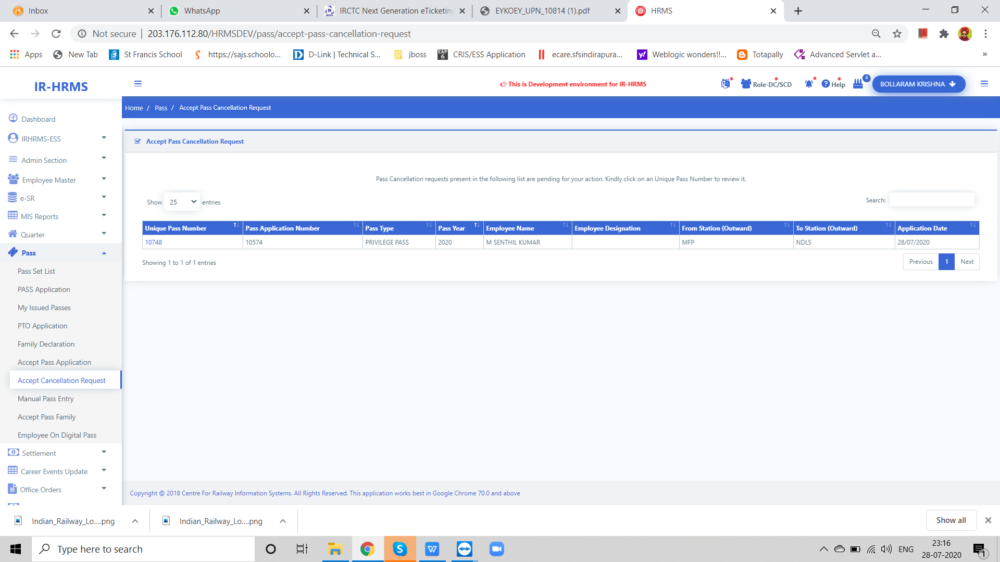 Inbox
WhatsApp
IRCTC Next Generation eTicketing
EYKOEY_UPN_10814 (1).pdf
HRMS
Not secure | 203.176.112.80/HRMSDEV/pass/accept-pass-cancellation-request
Apps
New Tab
St Francis School
https://sajs.schoolo...
D-Link | Technical S...
jboss
CRIS/ESS Application
ecare.sfsindirapura...
Weblogic wonders!!...
Totapally
Advanced Servlet a...
»
IR-HRMS
This is Development environment for IR-HRMS
Role-DC/SCD
Help
0
BOLLARAM KRISHNA
Home / Pass / Accept Pass Cancellation Request
Dashboard
IRHRMS-ESS
Admin Section
Employee Master
e-SR
MIS Reports
Quarter
Pass
Pass Set List
PASS Application
My Issued Passes
PTO Application
Family Declaration
Accept Pass Application
Accept Cancellation Request
Manual Pass Entry
Accept Pass Family
Employee On Digital Pass
Settlement
Career Events Update
Office Orders
Accept Pass Cancellation Request
Pass Cancellation requests present in the following list are pending for your action. Kindly click on an Unique Pass Number to review it.
Show 25 entries
Search:
Unique Pass Number Pass Application Number Pass Type Pass Year Employee Name Employee Designation From Station (Outward) To Station (Outward) Application Date
10748 10574 PRIVILEGE PASS 2020 M SENTHIL KUMAR MFP NDLS 28/07/2020
Showing 1 to 1 of 1 entries
Previous 1 Next
Copyright @ 2018 Centre For Railway Information Systems. All Rights Reserved. This application works best in Google Chrome 70.0 and above
Indian_Railway_Lo....png
Indian_Railway_Lo....png
Show all
Type here to search
ENG
23:16
28-07-2020
1